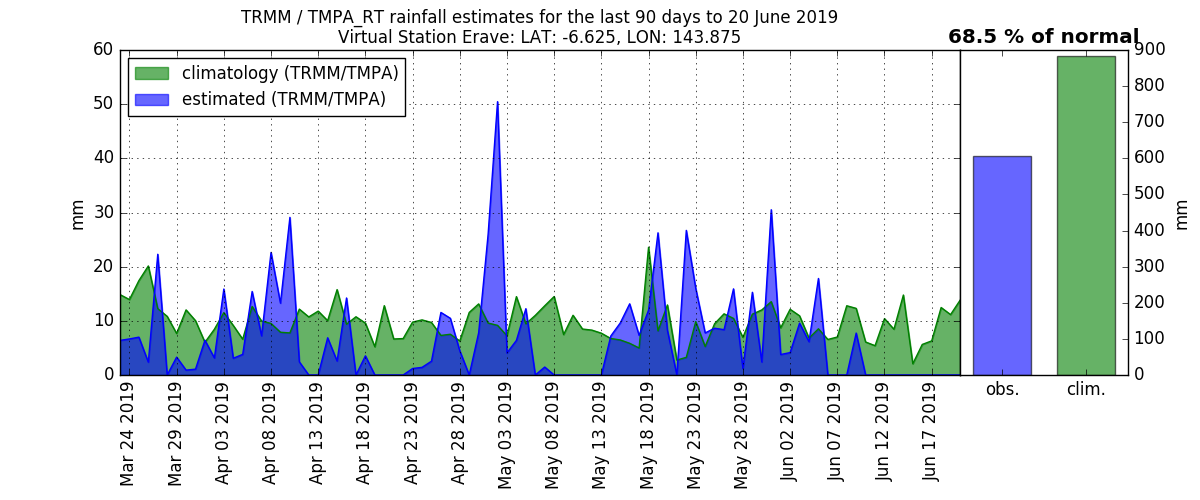 TRMM / TMPA_RT rainfall estimates for the last 90 days to 20 June 2019
Virtual Station Erave: LAT: -6.625, LON: 143.875
68.5 % of normal
climatology (TRMM/TMPA)
estimated (TRMM/TMPA)
60
50
40
30
20
10
0
mm
Mar 24 2019
Mar 29 2019
Apr 03 2019
Apr 08 2019
Apr 13 2019
Apr 18 2019
Apr 23 2019
Apr 28 2019
May 03 2019
May 08 2019
May 13 2019
May 18 2019
May 23 2019
May 28 2019
Jun 02 2019
Jun 07 2019
Jun 12 2019
Jun 17 2019
obs.
clim.
900
800
700
600
500
400
300
200
100
0
mm